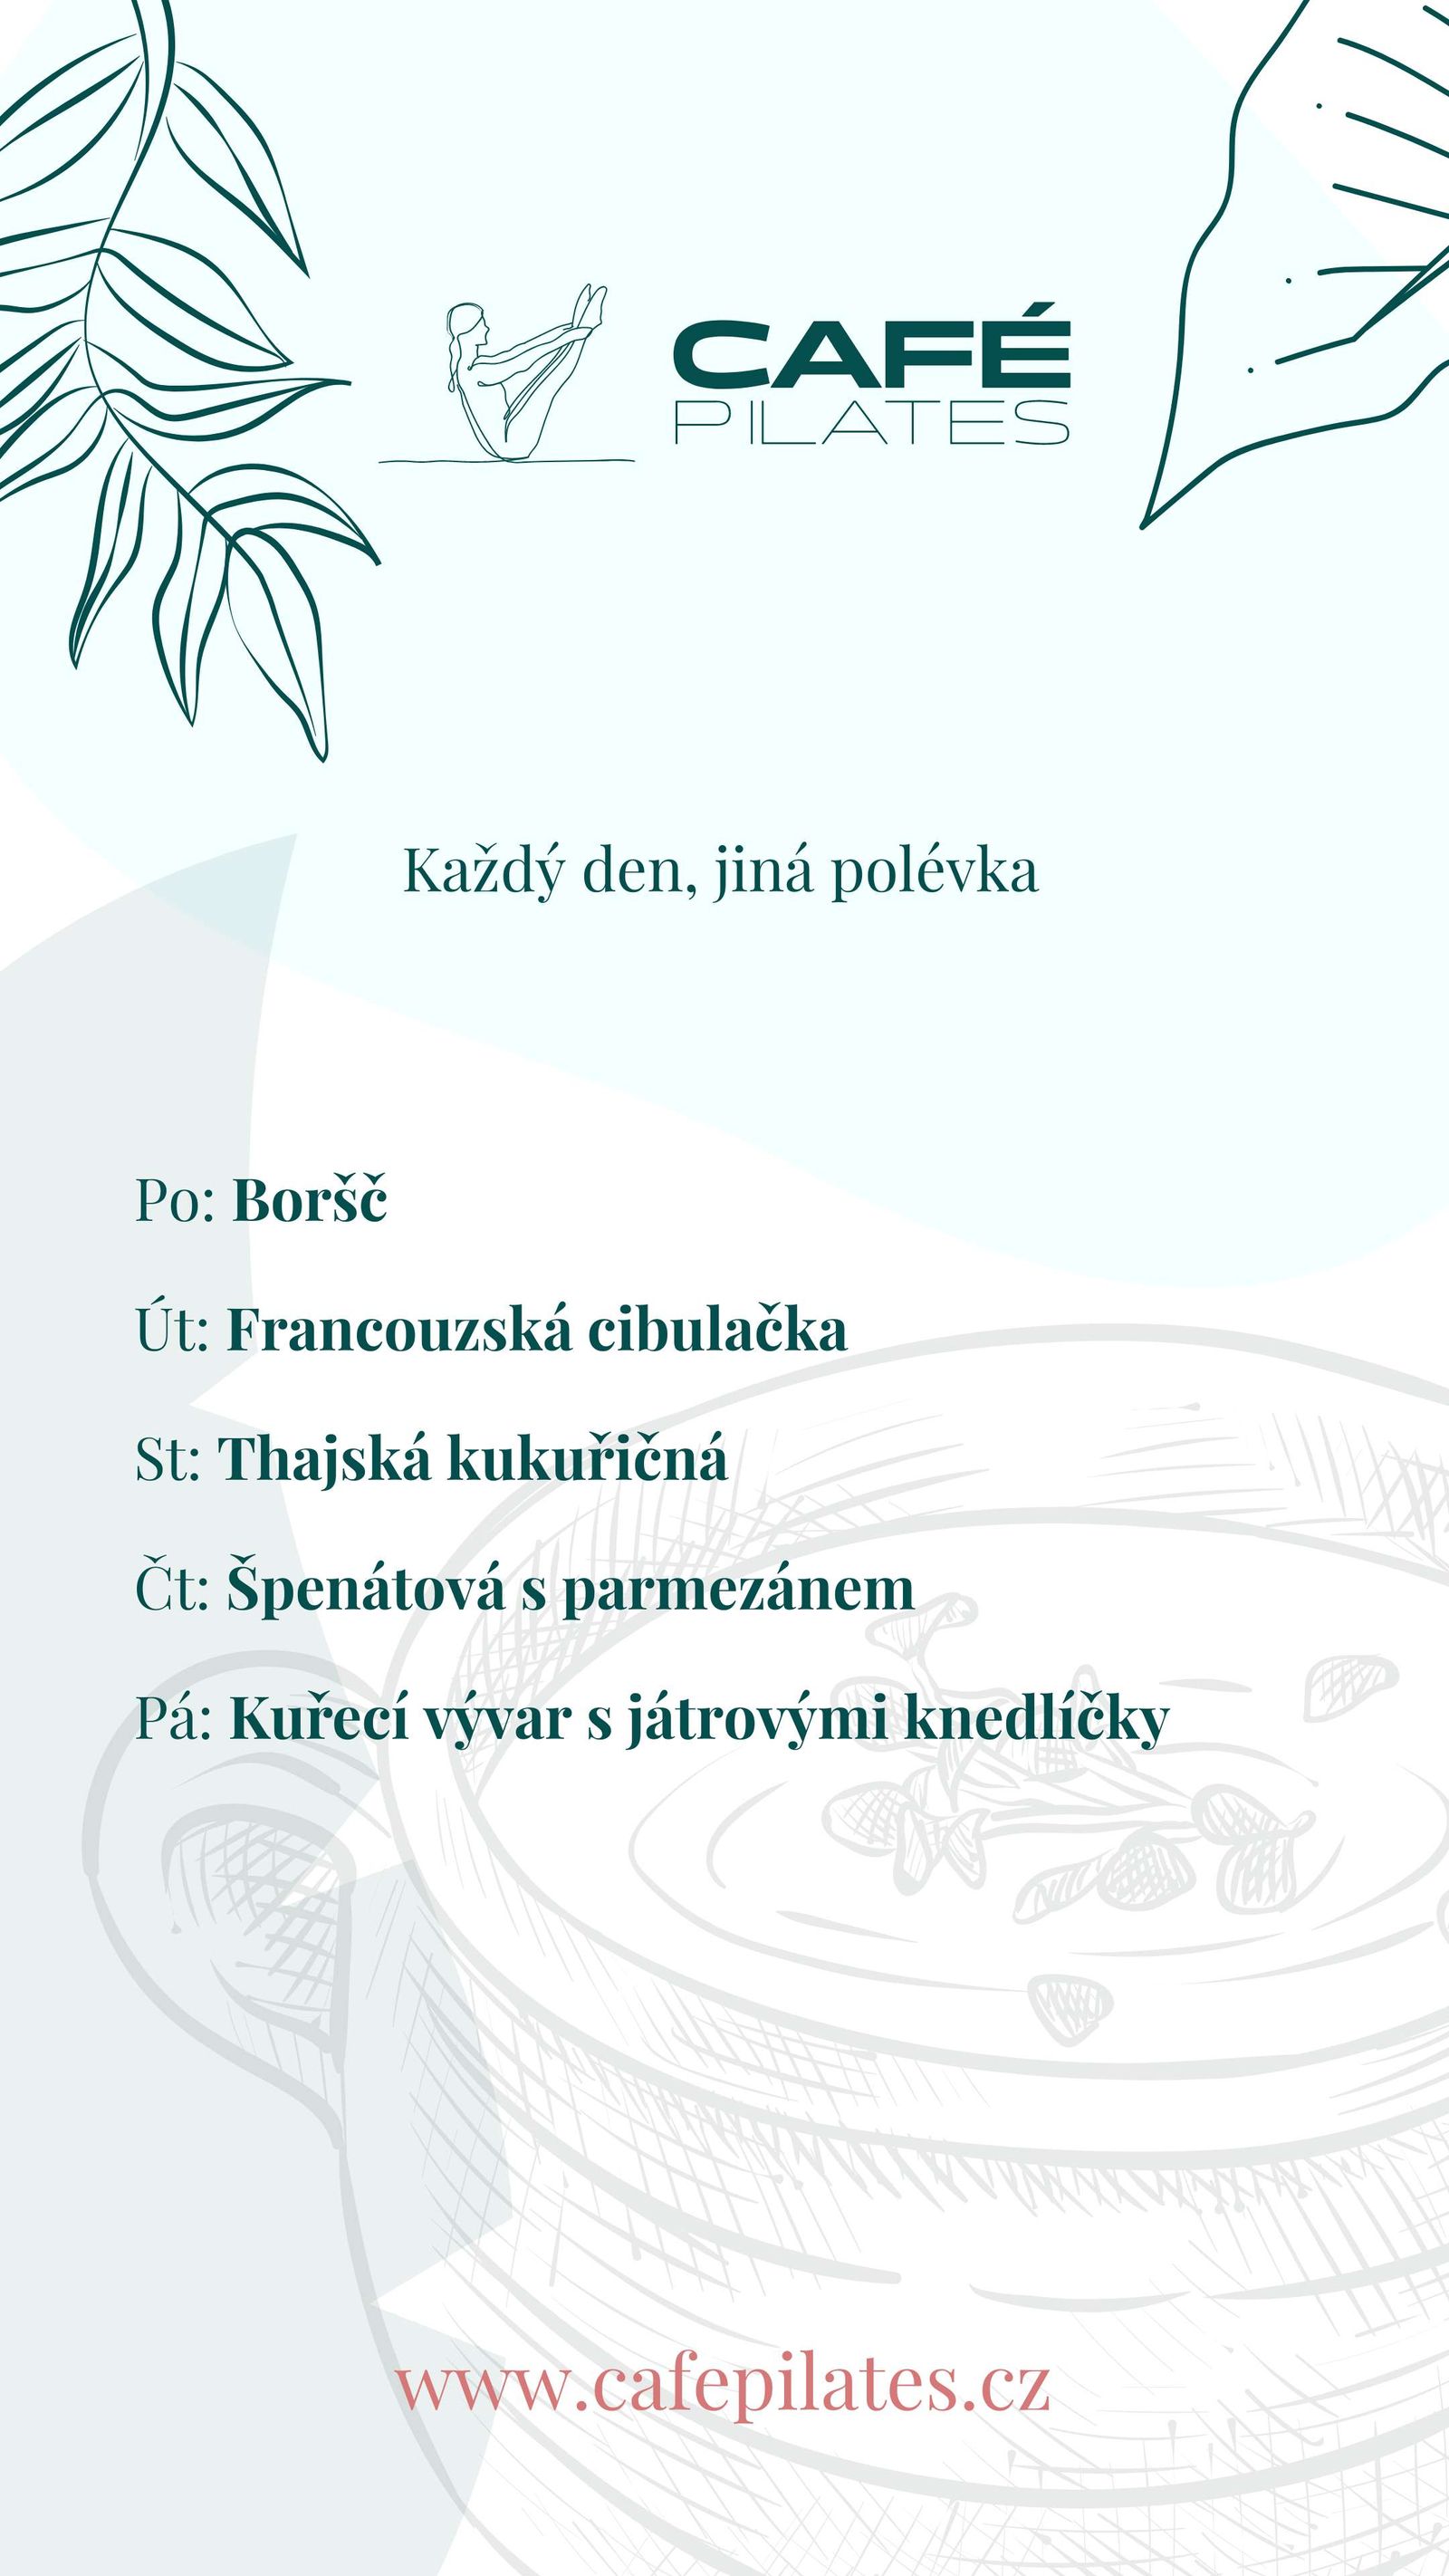 CAFÉ
PILATES
Každý den, jiná polévka
Po: Boršč
Út: Francouzská cibulačka
St: Thajská kukuřičná
Čt: Špenátová s parmezánem
Pá: Kuřecí vývar s játrovými knedlíčky
www.cafepilates.cz